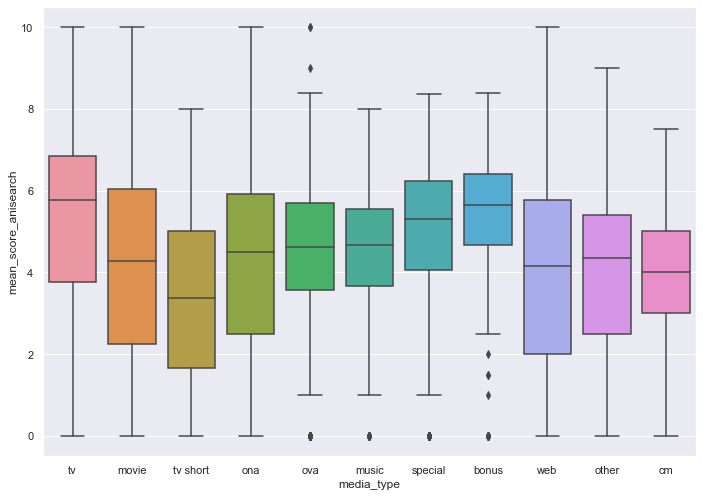 mean_score_anisearch
10
8
6
4
2
0
tv movie tv short ona ova music special bonus web other cm
media_type